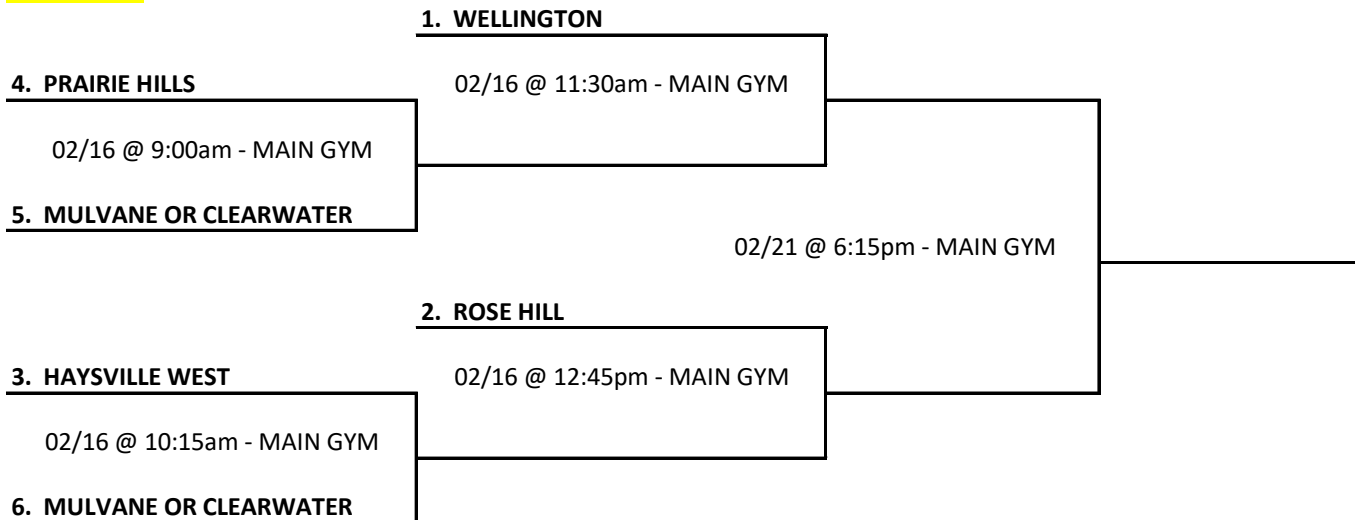 1. WELLINGTON
4. PRAIRIE HILLS
02/16 @ 11:30am - MAIN GYM
02/16 @ 9:00am - MAIN GYM
5. MULVANE OR CLEARWATER
02/21 @ 6:15pm - MAIN GYM
2. ROSE HILL
3. HAYSVILLE WEST
02/16 @ 12:45pm - MAIN GYM
02/16 @ 10:15am - MAIN GYM
6. MULVANE OR CLEARWATER